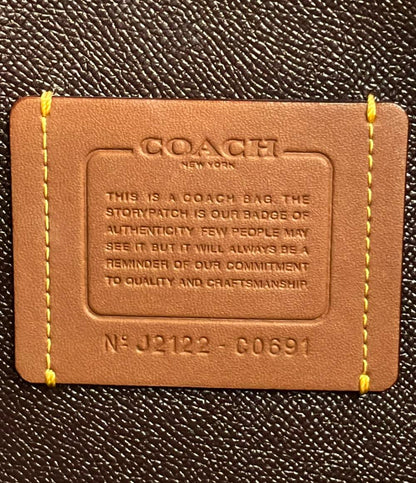 COACH
NEW YORK
THIS IS A COACH BAG. THE
STORYPATCH IS OUR BADGE OF
AUTHENTICITY FEW PEOPLE MAY
SEE IT BUT IT WILL ALWAYS BE A
REMINDER OF OUR COMMITMENT
TO QUALITY AND CRAFTSMANSHIP.
Nº J2122 - C0691